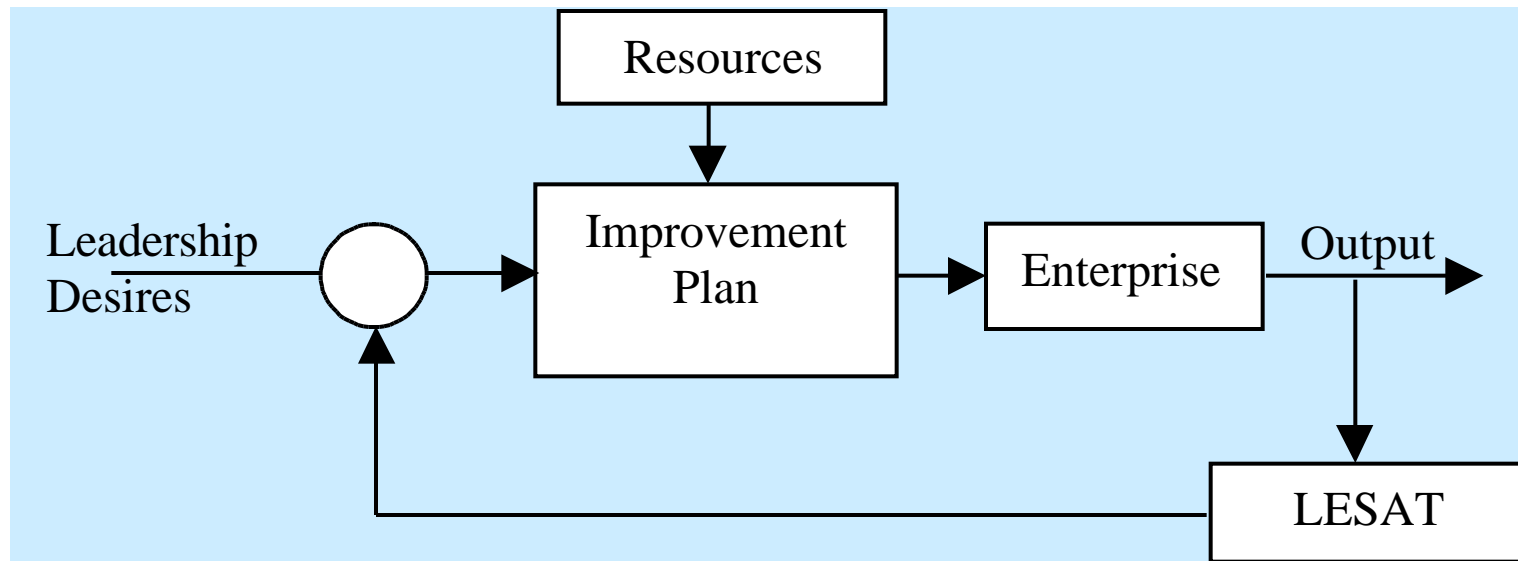 Resources
Leadership
Desires
Improvement
Plan
Enterprise
Output
LESAT